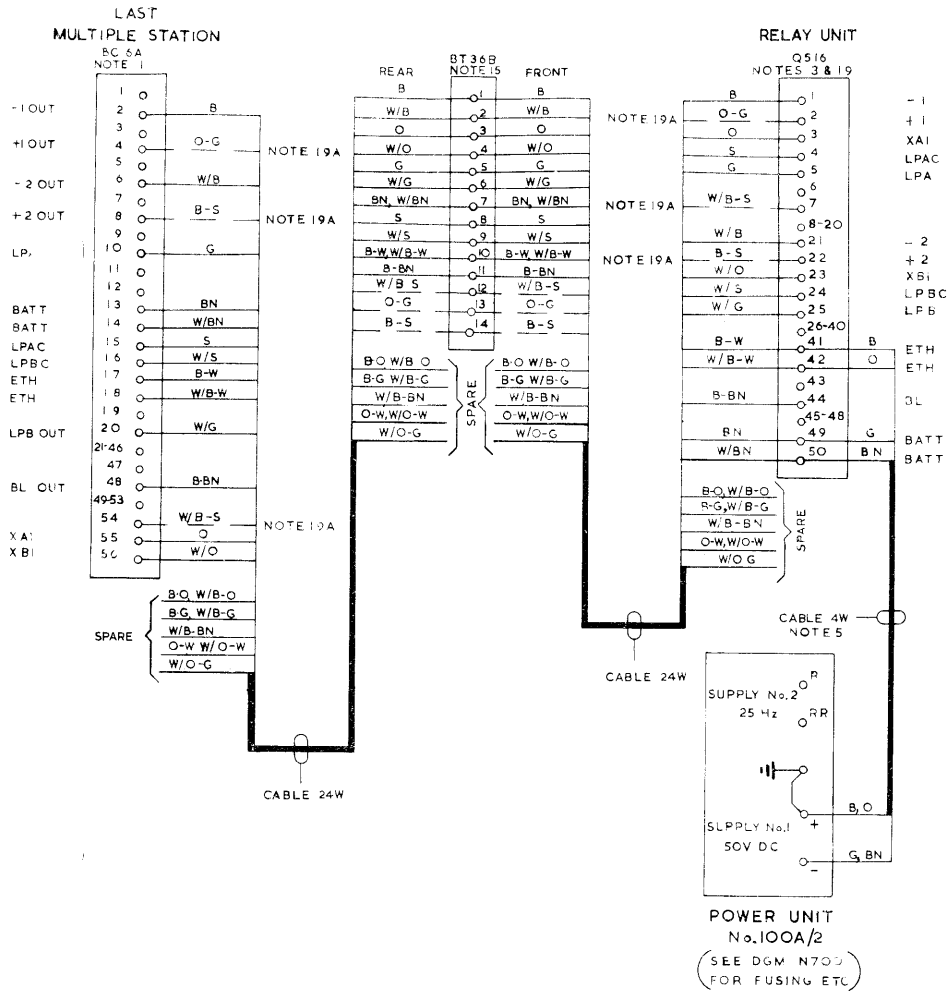 LAST
MULTIPLE STATION
BC 6A
NOTE 1
-1 OUT 2 B
3
+1 OUT 4 O-G NOTE 19A
5
-2 OUT 6 W/B
7
+2 OUT 8 B-S NOTE 19A
9
10 G
11
12
BATT 13 BN
BATT 14 W/BN
LPAC 15 S
LPBC 16 W/S
ETH 17 B-W
ETH 18 W/B-W
19
LPB OUT 20 W/G
21-46
47
BL OUT 48 B-BN
49-53
54 W/B-S NOTE 19A
XA1 55 O
XB1 W/O
SPARE
B-O, W/B-O
B-G, W/B-G
W/B-BN
O-W W/O-W
W/O-G
CABLE 24W
BT36B
NOTE 15
REAR FRONT
B 1 B
W/B 2 W/B
O 3 O
W/O 4 W/O
G 5 G
W/G 6 W/G
BN, W/BN 7 BN, W/BN
S 8 S
W/S 9 W/S
B-W, W/B-W 10 B-W, W/B-W
B-BN 11 B-BN
W/B S 12 W/B-S
O-G 13 O-G
B-S 14 B-S
B-O W/B O B-O W/B-O
B-G W/B-G B-G W/B-G
W/B-BN W/B-BN
O-W, W/O-W O-W, W/O-W
W/O-G W/O-G
SPARE
CABLE 24W
RELAY UNIT
Q516
NOTES 3 & 19
B 1 - 1
NOTE 19A O-G 2 + 1
O 3 XA1
S 4 LPAC
G 5 LPA
6
NOTE 19A W/B-S 7
8-20
W/B 21 - 2
NOTE 19A B-S 22 + 2
W/O 23 XB1
W/S 24 LPBC
W/G 25 LPB
26-40
B-W 41 B ETH
W/B-W 42 O ETH
43
B-BN 44
45-48
BN 49 G BATT
W/BN 50 BN BATT
B-O, W/B-O
B-G, W/B-G
W/B-BN
O-W, W/O-W
W/O G
SPARE
CABLE 4W
NOTE 5
R
SUPPLY No.2
25 Hz RR
B, O
+
SUPPLY No.1
50V DC
G, BN
-
POWER UNIT
No.100A/2
(SEE DGM
FOR FUSING ETC)